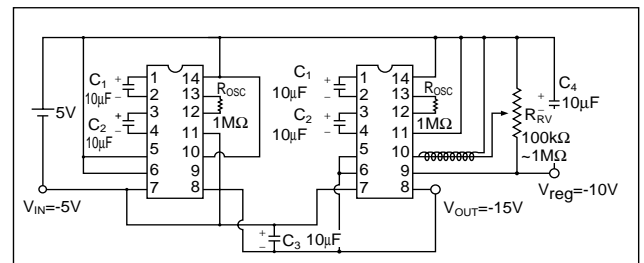 5V
VIN=-5V
C1
+
10µF
−
C2
+
10µF
−
1
2
3
4
5
6
7
14
13
12
11
10
9
8
ROSC
1MΩ
+
−
C3 10µF
C1
+
10µF
−
C2
+
10µF
−
1
2
3
4
5
6
7
14
13
12
11
10
9
8
ROSC
1MΩ
RRV
100kΩ
~1MΩ
C4
+
−
10µF
Vreg=-10V
VOUT=-15V